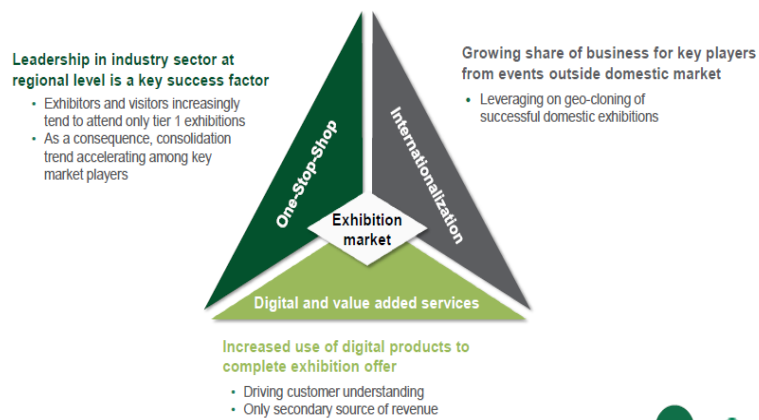 Leadership in industry sector at
regional level is a key success factor
• Exhibitors and visitors increasingly
tend to attend only tier 1 exhibitions
• As a consequence, consolidation
trend accelerating among key
market players
Growing share of business for key players
from events outside domestic market
• Leveraging on geo-cloning of
successful domestic exhibitions
One-Stop-Shop
Internationalization
Exhibition
market
Digital and value added services
Increased use of digital products to
complete exhibition offer
• Driving customer understanding
• Only secondary source of revenue